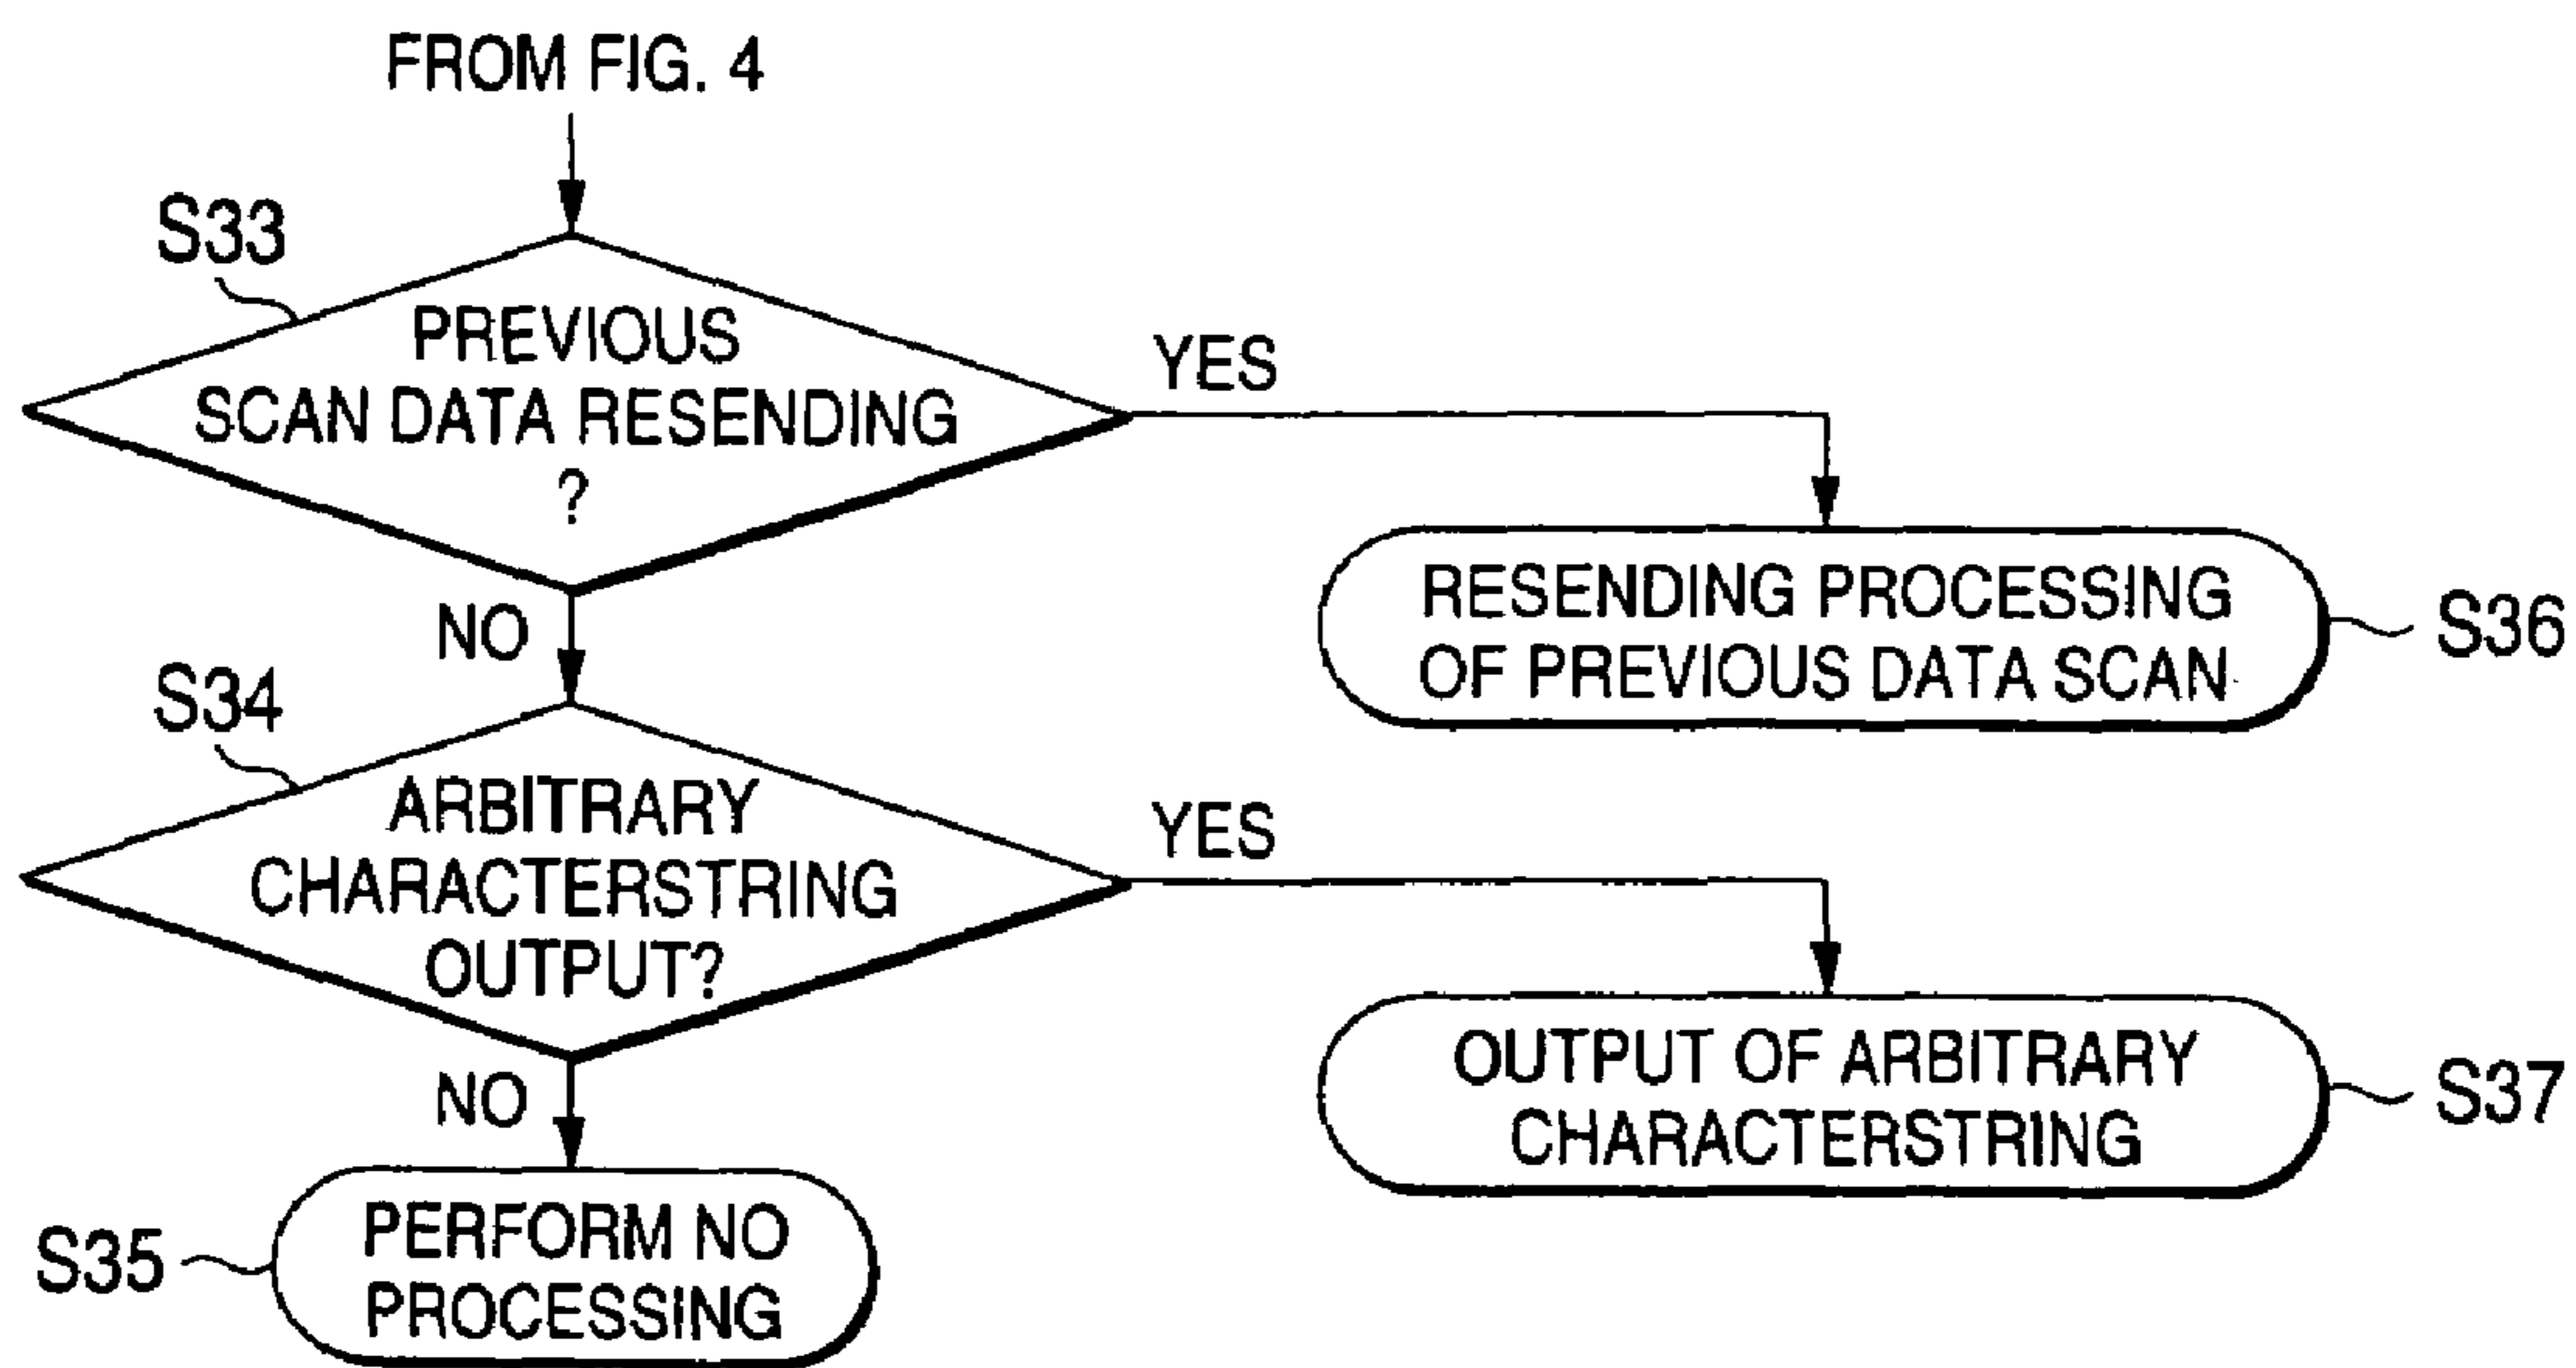 FROM FIG. 4
S33
PREVIOUS
SCAN DATA RESENDING
?
YES
NO
RESENDING PROCESSING
OF PREVIOUS DATA SCAN
S36
S34
ARBITRARY
CHARACTERSTRING
OUTPUT?
YES
NO
OUTPUT OF ARBITRARY
CHARACTERSTRING
S37
S35
PERFORM NO
PROCESSING